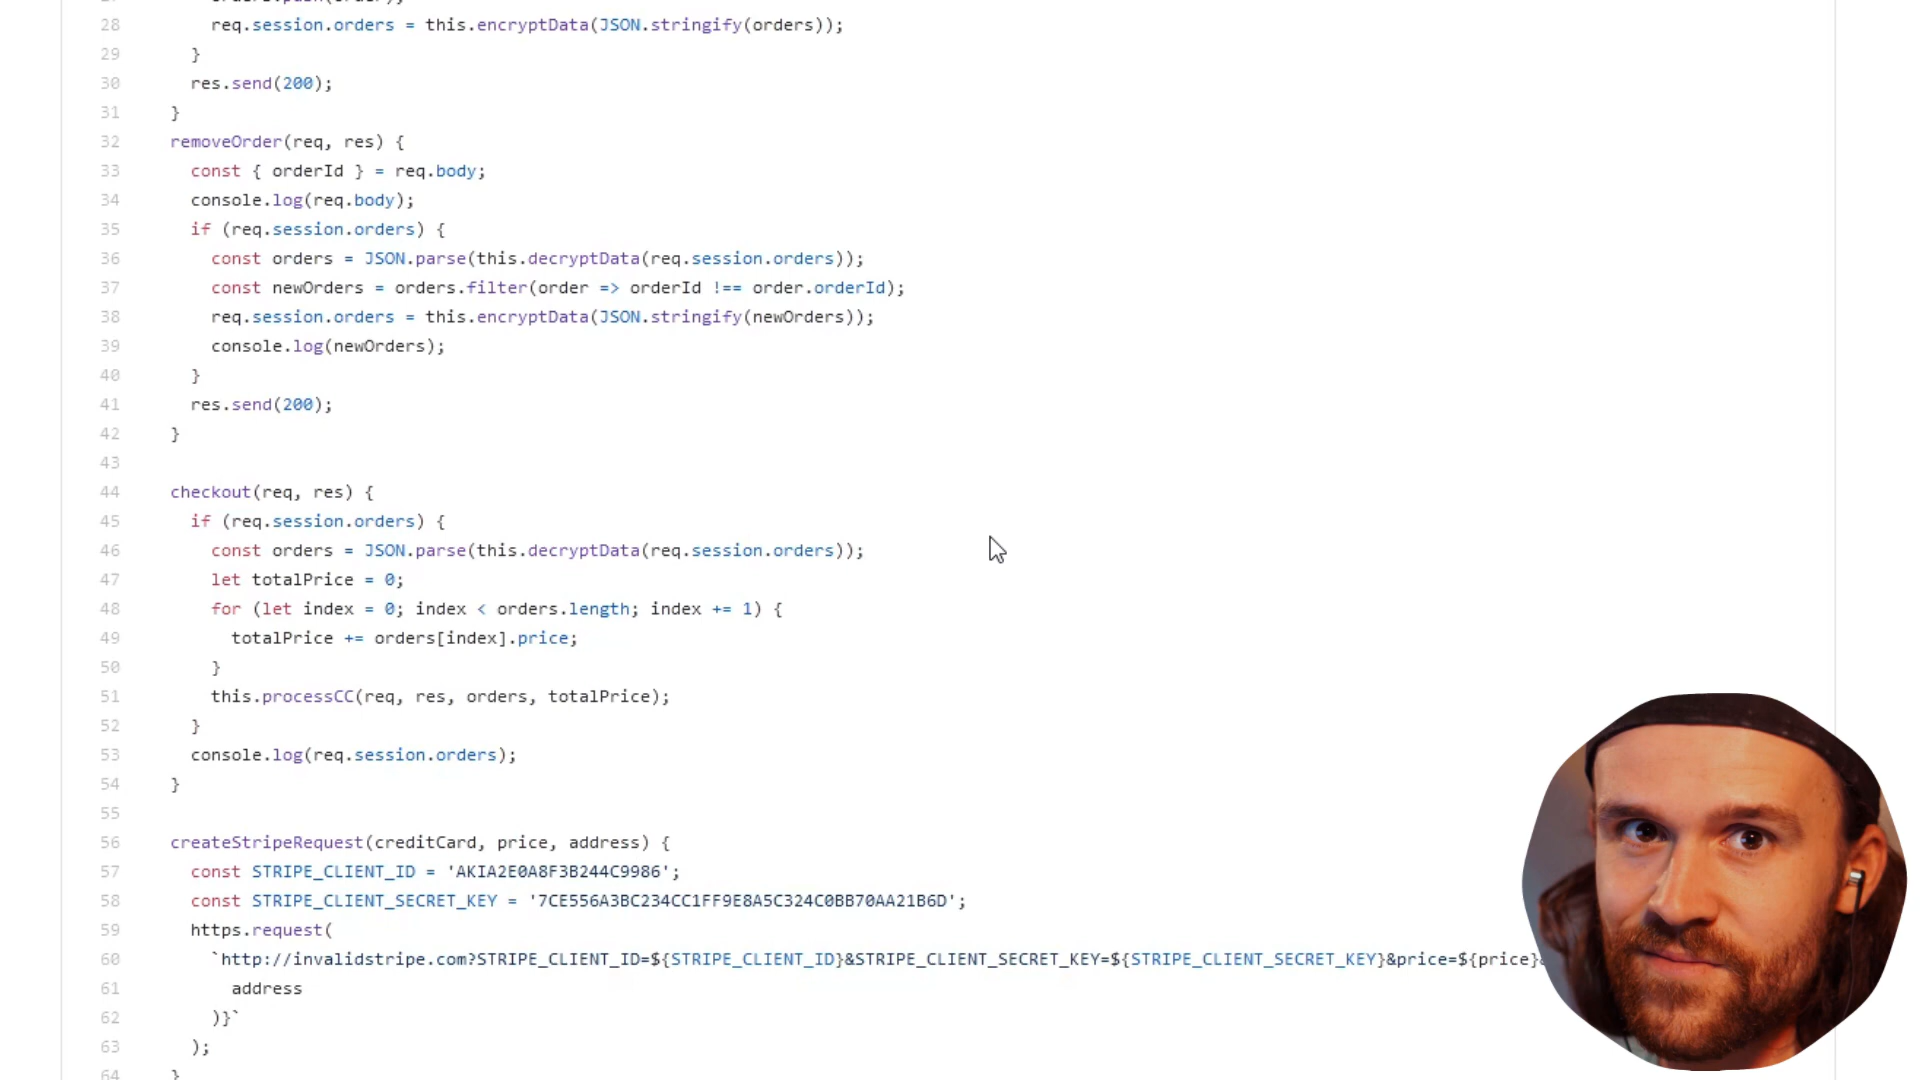 28 req.session.orders = this.encryptData(JSON.stringify(orders));
29 }
30 res.send(200);
31 }
32 removeOrder(req, res) {
33 const { orderId } = req.body;
34 console.log(req.body);
35 if (req.session.orders) {
36 const orders = JSON.parse(this.decryptData(req.session.orders));
37 const newOrders = orders.filter(order => orderId !== order.orderId);
38 req.session.orders = this.encryptData(JSON.stringify(newOrders));
39 console.log(newOrders);
40 }
41 res.send(200);
42 }
43
44 checkout(req, res) {
45 if (req.session.orders) {
46 const orders = JSON.parse(this.decryptData(req.session.orders));
47 let totalPrice = 0;
48 for (let index = 0; index < orders.length; index += 1) {
49 totalPrice += orders[index].price;
50 }
51 this.processCC(req, res, orders, totalPrice);
52 }
53 console.log(req.session.orders);
54 }
55
56 createStripeRequest(creditCard, price, address) {
57 const STRIPE_CLIENT_ID = 'AKIA2E0A8F3B244C9986';
58 const STRIPE_CLIENT_SECRET_KEY = '7CE556A3BC234CC1FF9E8A5C324C0BB70AA21B6D';
59 https.request(
60 `http://invalidstripe.com?STRIPE_CLIENT_ID=${STRIPE_CLIENT_ID}&STRIPE_CLIENT_SECRET_KEY=${STRIPE_CLIENT_SECRET_KEY}&price=${price}
61 address
62 )}`
63 );
64 }